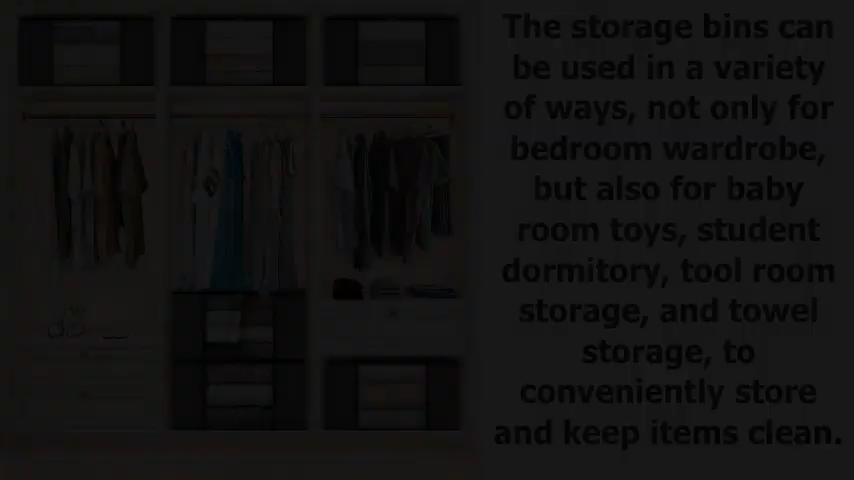 The storage bins can
be used in a variety
of ways, not only for
bedroom wardrobe,
but also for baby
room toys, student
dormitory, tool room
storage, and towel
storage, to
conveniently store
and keep items clean.